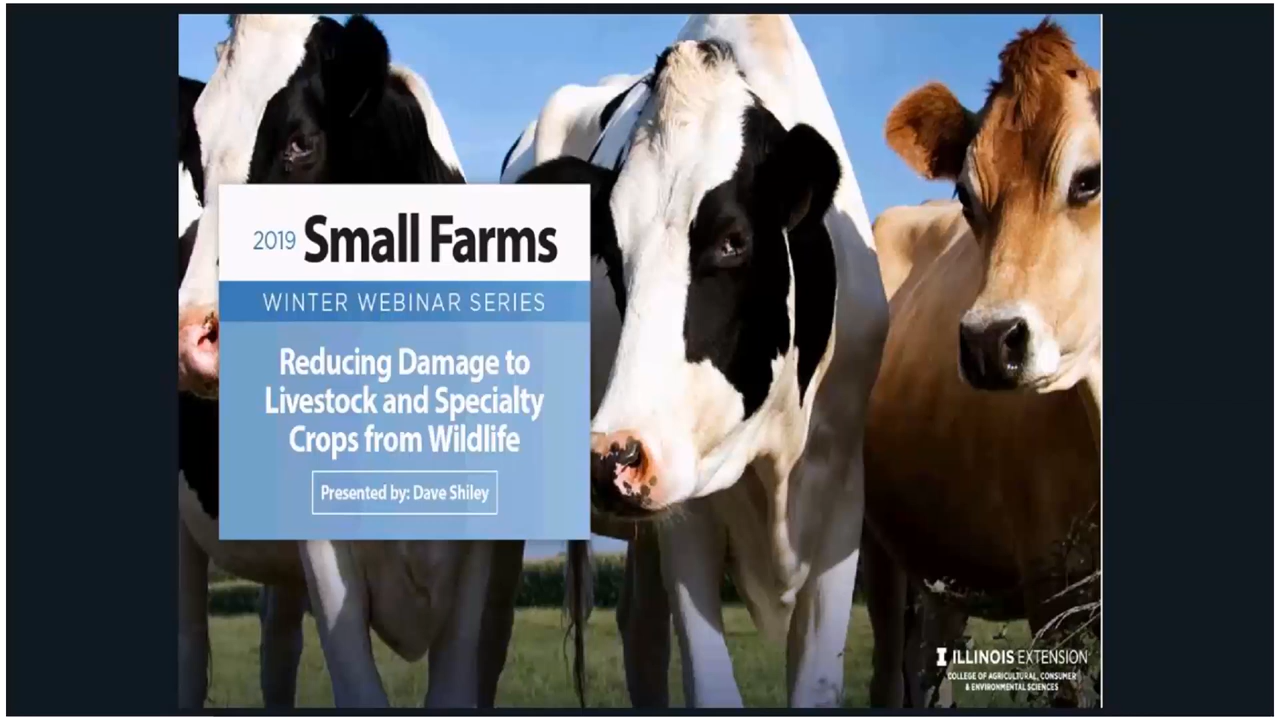 2019 Small Farms
WINTER WEBINAR SERIES
Reducing Damage to
Livestock and Specialty
Crops from Wildlife
Presented by: Dave Shiley
I ILLINOIS EXTENSION
COLLEGE OF AGRICULTURAL, CONSUMER
& ENVIRONMENTAL SCIENCES